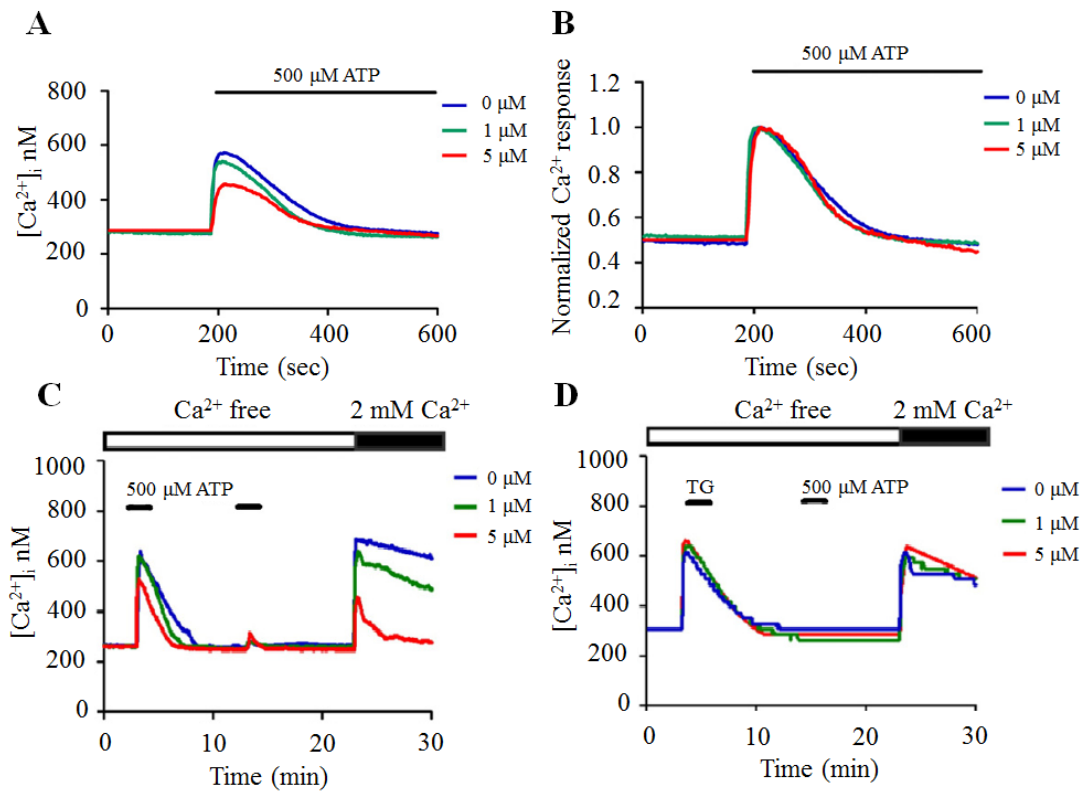 A
500 μM ATP
800
600
400
200
0
[Ca²⁺]ᵢ nM
0 μM
1 μM
5 μM
0 200 400 600
Time (sec)
B
500 μM ATP
1.2
1.0
0.8
0.6
0.4
0.2
Normalized Ca²⁺ response
0 μM
1 μM
5 μM
0 200 400 600
Time (sec)
C
Ca²⁺ free 2 mM Ca²⁺
1000
800
600
400
200
0
[Ca²⁺]ᵢ nM
500 μM ATP
0 μM
1 μM
5 μM
0 10 20 30
Time (min)
D
Ca²⁺ free 2 mM Ca²⁺
1000
800
600
400
200
0
[Ca²⁺]ᵢ nM
TG 500 μM ATP
0 μM
1 μM
5 μM
0 10 20 30
Time (min)